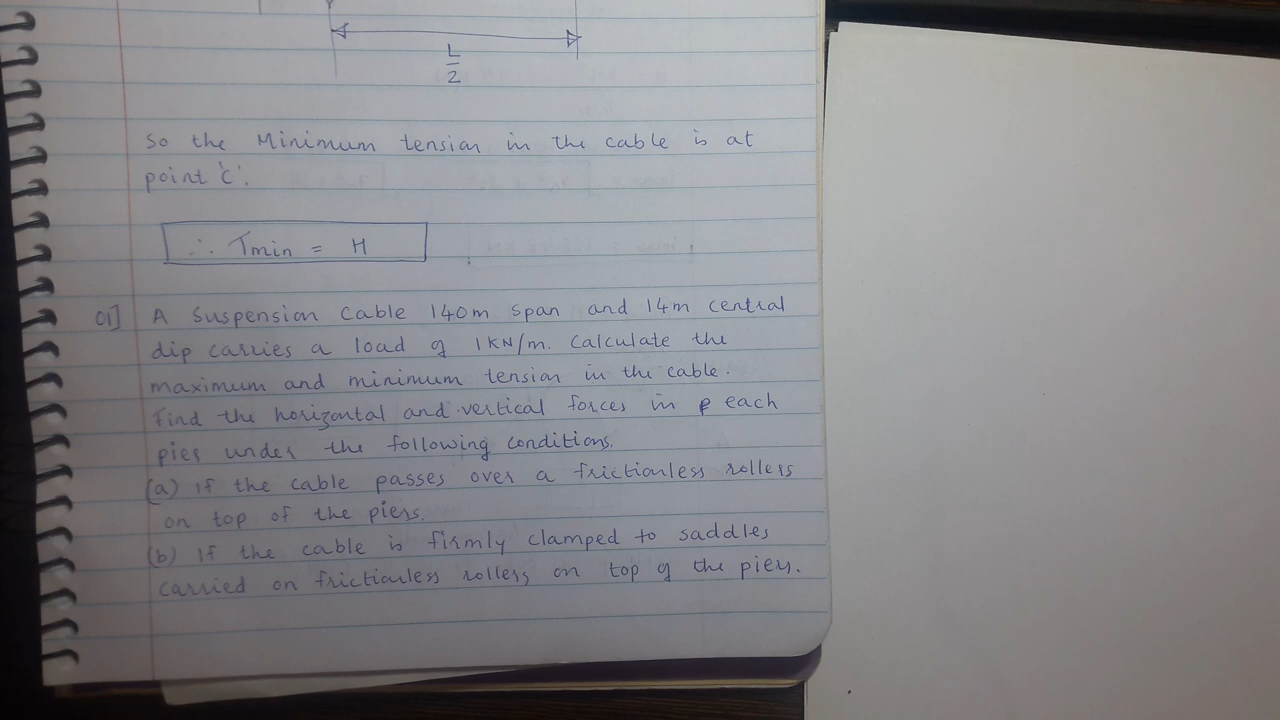 L
2
So the Minimum tension in the cable is at
point 'C'.
∴ Tmin = H
01] A suspension cable 140m span and 14m central
dip carries a load of 1KN/m. Calculate the
maximum and minimum tension in the cable.
Find the horizontal and vertical forces in each
pier under the following conditions.
(a) If the cable passes over a frictionless rollers
on top of the piers.
(b) If the cable is firmly clamped to saddles
carried on frictionless rollers on top of the piers.